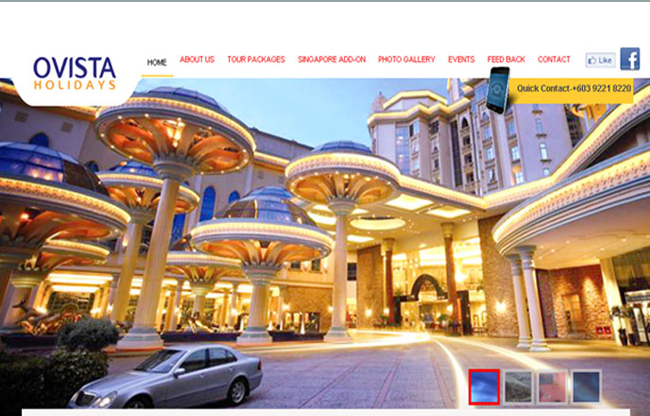 OVISTA
HOLIDAYS
HOME ABOUT US TOUR PACKAGES SINGAPORE ADD-ON PHOTO GALLERY EVENTS FEED BACK CONTACT
Like f
Quick Contact-+603 9221 8220